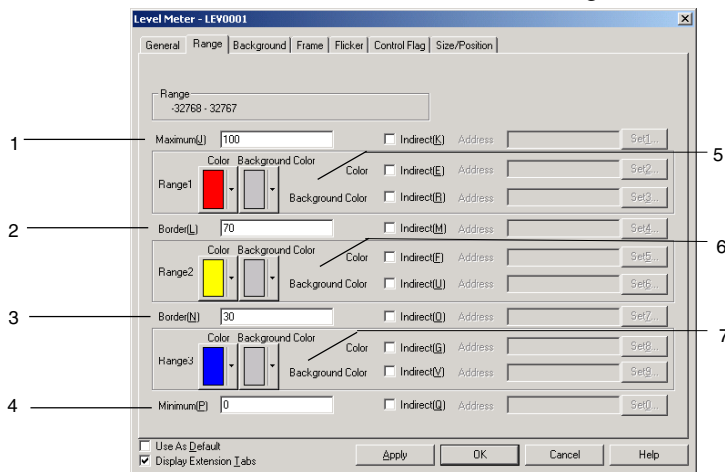 Level Meter - LEV0001
General Range Background Frame Flicker Control Flag Size/Position
Range
-32768 - 32767
1 Maximum(J) 100 Indirect(K) Address Set1...
5
Color Background Color
Range1 Color Indirect(E) Address Set2...
Background Color Indirect(R) Address Set3...
2 Border(L) 70 Indirect(M) Address Set4...
6
Color Background Color
Range2 Color Indirect(F) Address Set5...
Background Color Indirect(U) Address Set6...
3 Border(N) 30 Indirect(O) Address Set7...
7
Color Background Color
Range3 Color Indirect(G) Address Set8...
Background Color Indirect(V) Address Set9...
4 Minimum(P) 0 Indirect(Q) Address Set0...
Use As Default
Display Extension Tabs Apply OK Cancel Help